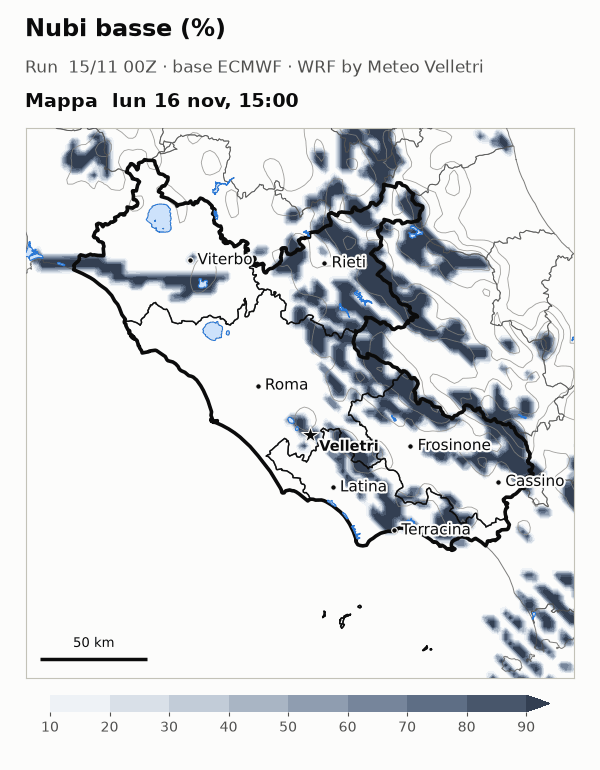 Nubi basse (%)
Run  15/11 00Z · base ECMWF · WRF by Meteo Velletri
Mappa  lun 16 nov, 15:00
Viterbo
Rieti
Roma
Velletri
Frosinone
Cassino
Latina
Terracina
50 km
10 20 30 40 50 60 70 80 90